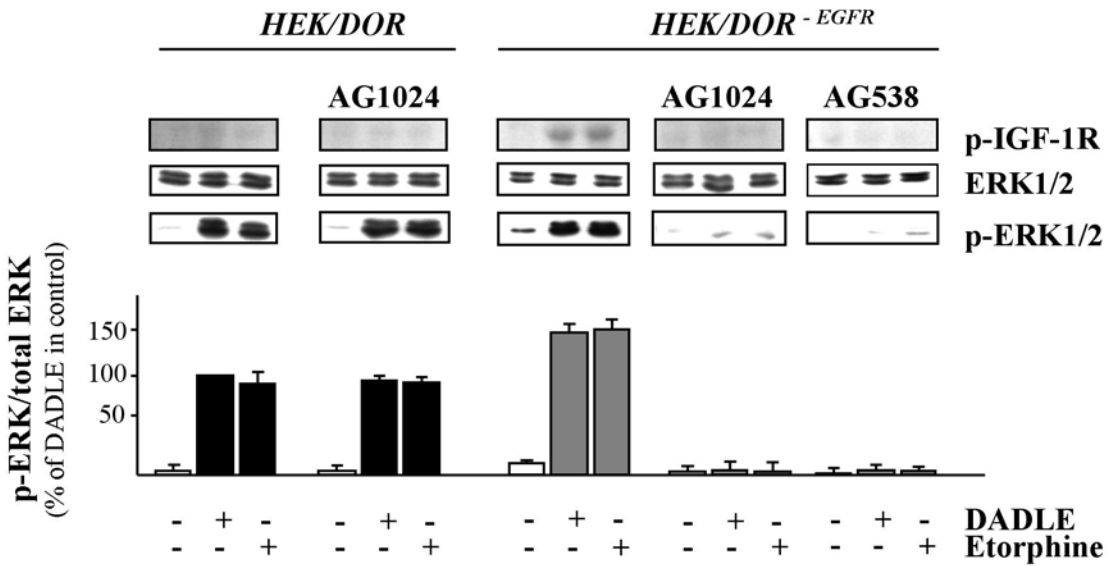 HEK/DOR HEK/DOR - EGFR
AG1024 AG1024 AG538
p-IGF-1R
ERK1/2
p-ERK1/2
p-ERK/total ERK
(% of DADLE in control)
150
100
50
- + - - + - - + - - + - - + - DADLE
- - + - - + - - + - - + - - + Etorphine